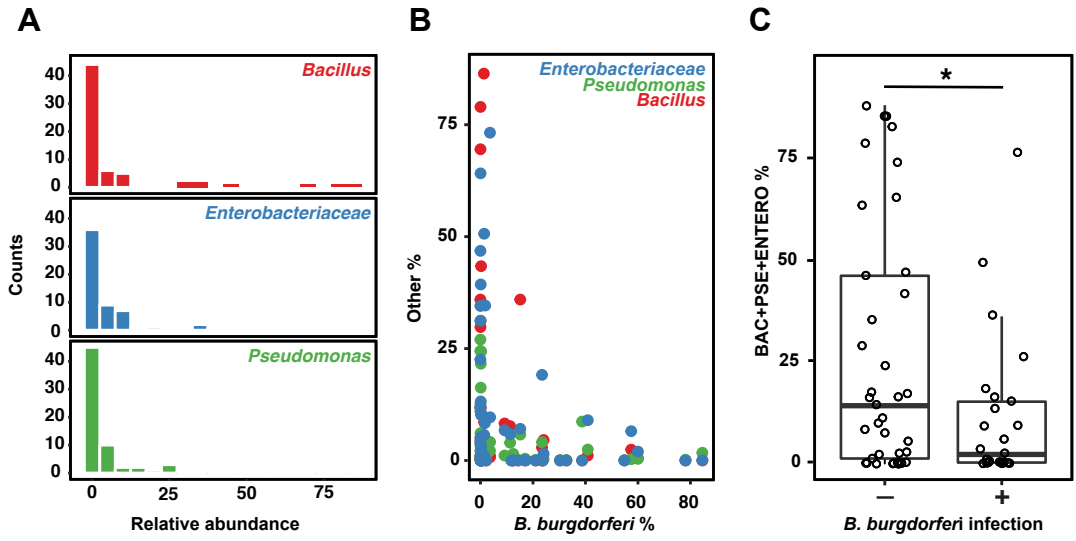 A
B
C
Bacillus
40
30
20
10
0
Enterobacteriaceae
40
30
20
10
0
Pseudomonas
40
30
20
10
0
Counts
0
25
50
75
Relative abundance
Enterobacteriaceae
Pseudomonas
Bacillus
75
50
25
0
Other %
0
20
40
60
80
B. burgdorferi %
*
75
50
25
0
BAC+PSE+ENTERO %
−
+
B. burgdorferi infection